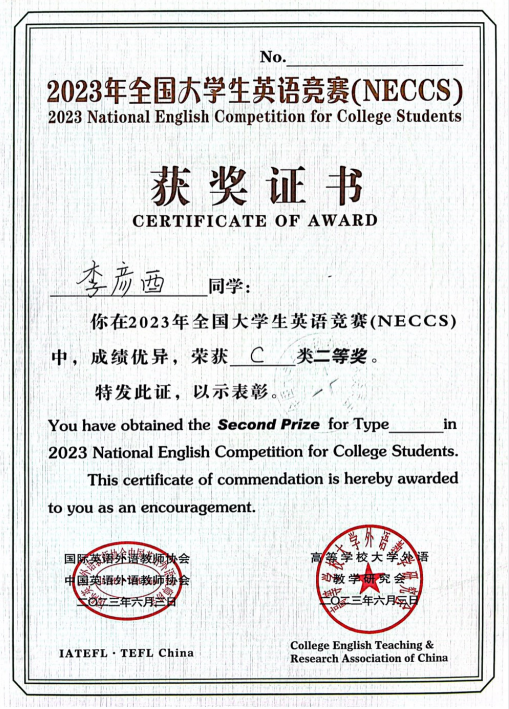 No.
2023年全国大学生英语竞赛(NECCS)
2023 National English Competition for College Students
获奖证书
CERTIFICATE OF AWARD
李彦西 同学:
你在2023年全国大学生英语竞赛(NECCS)
中，成绩优异，荣获 C 类二等奖。
特发此证，以示表彰。
You have obtained the Second Prize for Type in
2023 National English Competition for College Students.
This certificate of commendation is hereby awarded
to you as an encouragement.
国际英语外语教师协会
中国英语外语教师协会
二〇二三年六月三日
IATEFL · TEFL China
高等学校大学外语
教学研究会
二〇二三年六月三日
College English Teaching &
Research Association of China